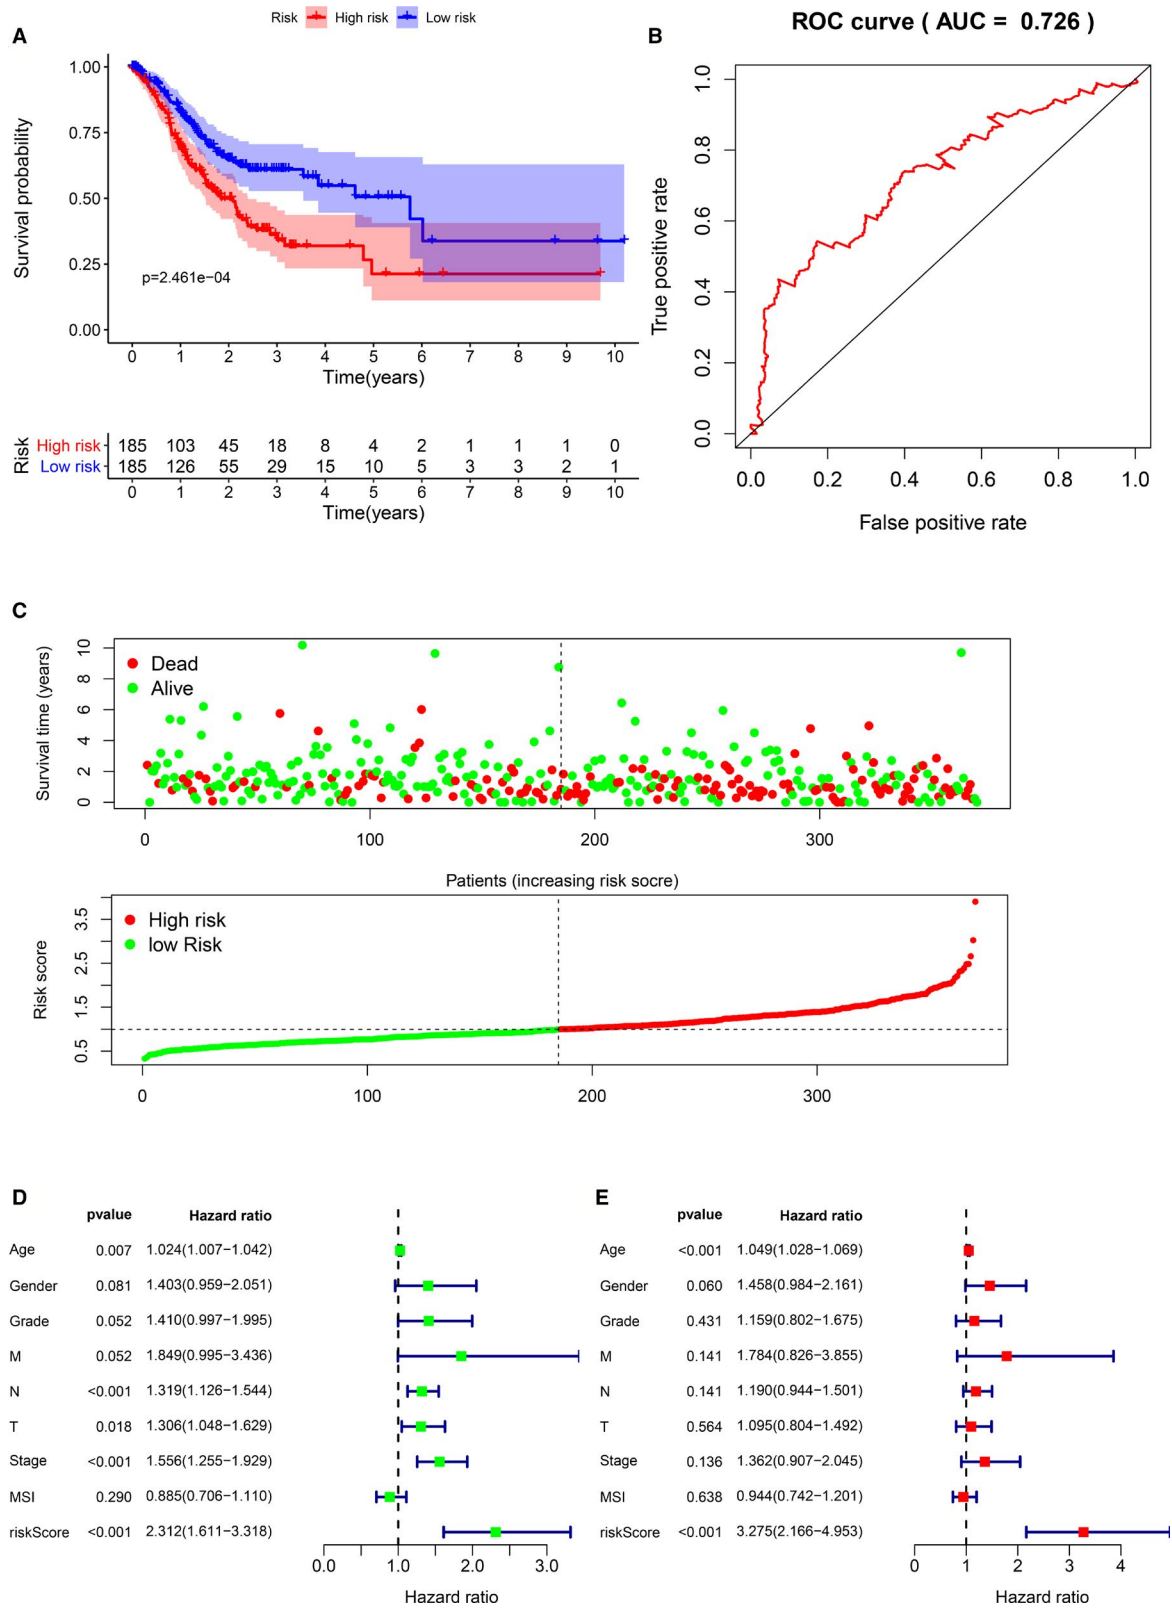 Risk High risk Low risk
A
1.00
0.75
0.50
0.25
0.00
Survival probability
p=2.461e−04
0 1 2 3 4 5 6 7 8 9 10
Time(years)
Risk
High risk 185 103 45 18 8 4 2 1 1 1 0
Low risk 185 126 55 29 15 10 5 3 3 2 1
0 1 2 3 4 5 6 7 8 9 10
Time(years)
B
ROC curve ( AUC = 0.726 )
1.0
0.8
0.6
0.4
0.2
0.0
True positive rate
0.0 0.2 0.4 0.6 0.8 1.0
False positive rate
C
Survival time (years)
10
8
6
4
2
0
Dead
Alive
0 100 200 300
Patients (increasing risk socre)
Risk score
3.5
2.5
1.5
0.5
High risk
low Risk
0 100 200 300
D
pvalue Hazard ratio
Age 0.007 1.024(1.007−1.042)
Gender 0.081 1.403(0.959−2.051)
Grade 0.052 1.410(0.997−1.995)
M 0.052 1.849(0.995−3.436)
N <0.001 1.319(1.126−1.544)
T 0.018 1.306(1.048−1.629)
Stage <0.001 1.556(1.255−1.929)
MSI 0.290 0.885(0.706−1.110)
riskScore <0.001 2.312(1.611−3.318)
0.0 1.0 2.0 3.0
Hazard ratio
E
pvalue Hazard ratio
Age <0.001 1.049(1.028−1.069)
Gender 0.060 1.458(0.984−2.161)
Grade 0.431 1.159(0.802−1.675)
M 0.141 1.784(0.826−3.855)
N 0.141 1.190(0.944−1.501)
T 0.564 1.095(0.804−1.492)
Stage 0.136 1.362(0.907−2.045)
MSI 0.638 0.944(0.742−1.201)
riskScore <0.001 3.275(2.166−4.953)
0 1 2 3 4
Hazard ratio